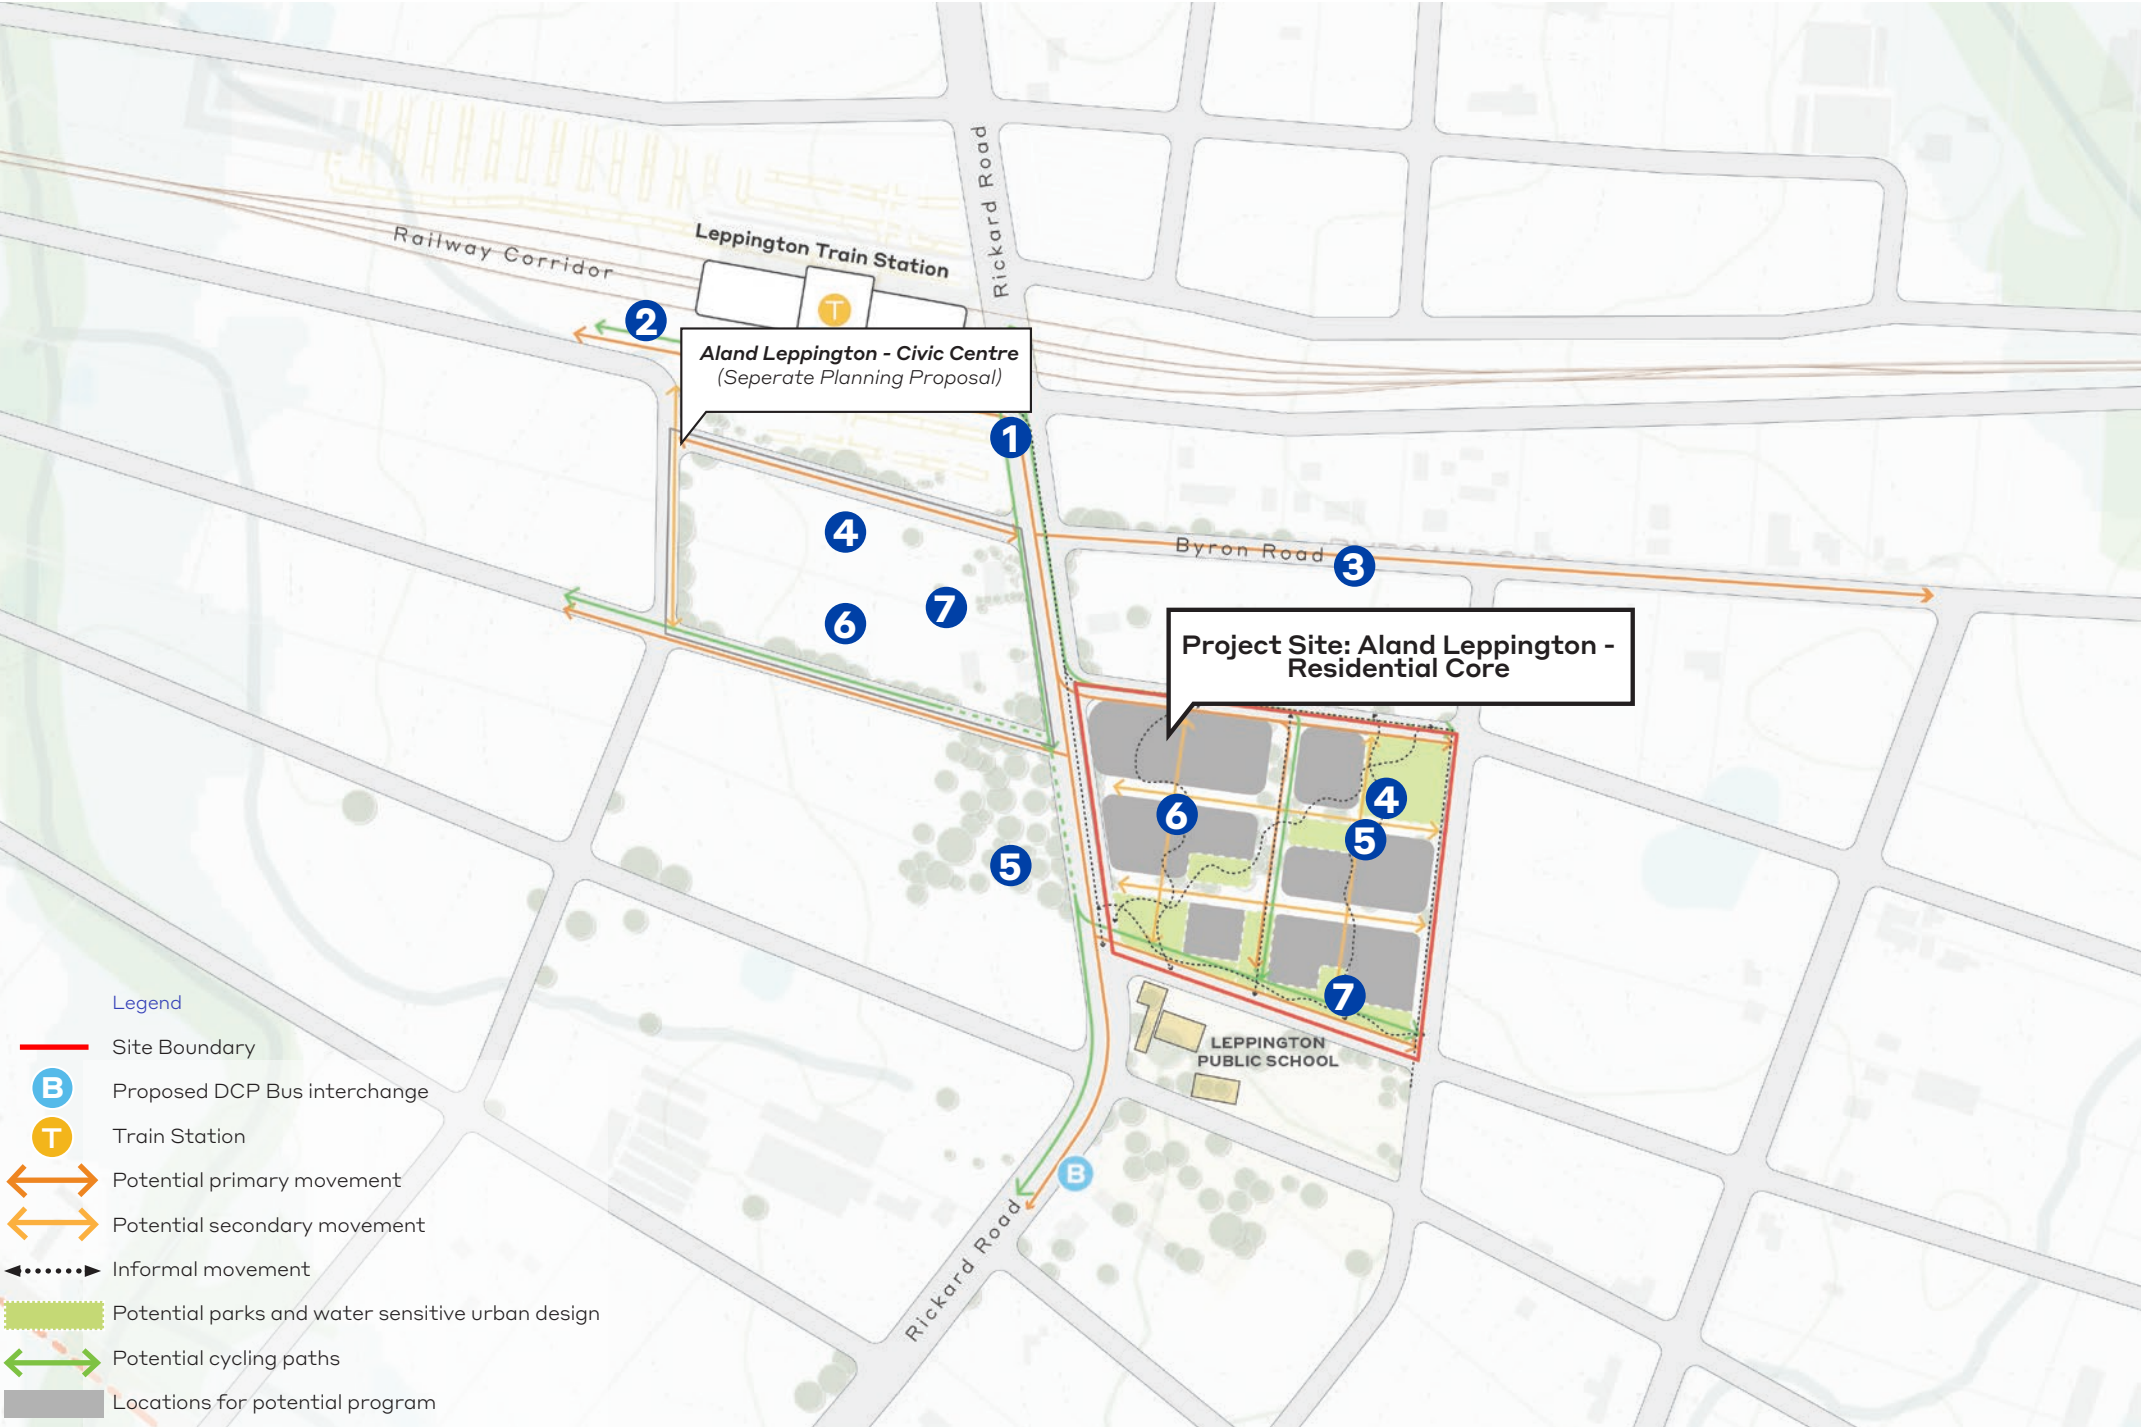 Rickard Road
Railway Corridor
Leppington Train Station
T
2
Aland Leppington - Civic Centre
(Seperate Planning Proposal)
1
4
Byron Road
3
7
6
Project Site: Aland Leppington -
Residential Core
4
6
5
5
7
LEPPINGTON
PUBLIC SCHOOL
B
Rickard Road
Legend
Site Boundary
B
Proposed DCP Bus interchange
T
Train Station
Potential primary movement
Potential secondary movement
Informal movement
Potential parks and water sensitive urban design
Potential cycling paths
Locations for potential program